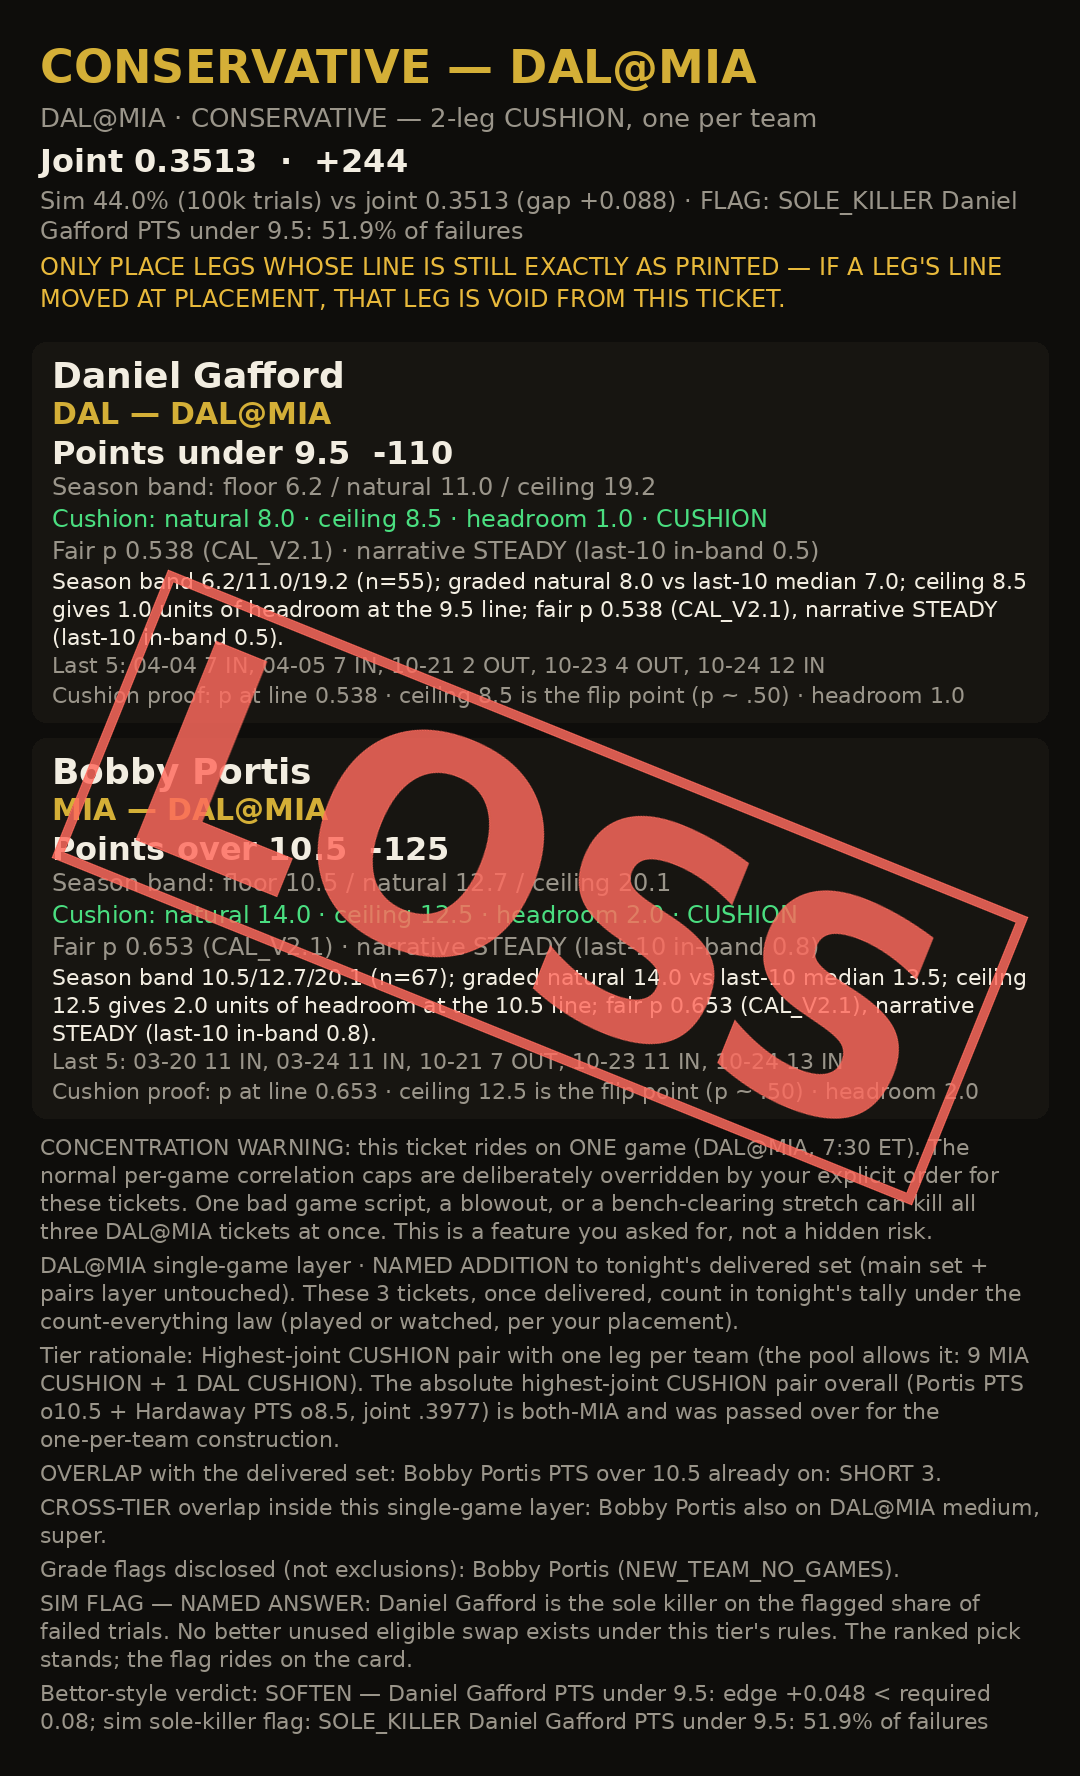 CONSERVATIVE — DAL@MIA
DAL@MIA · CONSERVATIVE — 2-leg CUSHION, one per team
Joint 0.3513 · +244
Sim 44.0% (100k trials) vs joint 0.3513 (gap +0.088) · FLAG: SOLE_KILLER Daniel
Gafford PTS under 9.5: 51.9% of failures
ONLY PLACE LEGS WHOSE LINE IS STILL EXACTLY AS PRINTED — IF A LEG'S LINE
MOVED AT PLACEMENT, THAT LEG IS VOID FROM THIS TICKET.
Daniel Gafford
DAL — DAL@MIA
Points under 9.5 -110
Season band: floor 6.2 / natural 11.0 / ceiling 19.2
Cushion: natural 8.0 · ceiling 8.5 · headroom 1.0 · CUSHION
Fair p 0.538 (CAL_V2.1) · narrative STEADY (last-10 in-band 0.5)
Season band 6.2/11.0/19.2 (n=55); graded natural 8.0 vs last-10 median 7.0; ceiling 8.5
gives 1.0 units of headroom at the 9.5 line; fair p 0.538 (CAL_V2.1), narrative STEADY
(last-10 in-band 0.5).
Last 5: 04-04 7 IN, 04-05 7 IN, 10-21 2 OUT, 10-23 4 OUT, 10-24 12 IN
Cushion proof: p at line 0.538 · ceiling 8.5 is the flip point (p ~ .50) · headroom 1.0
LOSS
Bobby Portis
MIA — DAL@MIA
Points over 10.5 -125
Season band: floor 10.5 / natural 12.7 / ceiling 20.1
Cushion: natural 14.0 · ceiling 12.5 · headroom 2.0 · CUSHION
Fair p 0.653 (CAL_V2.1) · narrative STEADY (last-10 in-band 0.8)
Season band 10.5/12.7/20.1 (n=67); graded natural 14.0 vs last-10 median 13.5; ceiling
12.5 gives 2.0 units of headroom at the 10.5 line; fair p 0.653 (CAL_V2.1), narrative
STEADY (last-10 in-band 0.8).
Last 5: 03-20 11 IN, 03-24 11 IN, 10-21 7 OUT, 10-23 11 IN, 10-24 13 IN
Cushion proof: p at line 0.653 · ceiling 12.5 is the flip point (p ~ .50) · headroom 2.0
CONCENTRATION WARNING: this ticket rides on ONE game (DAL@MIA, 7:30 ET). The
normal per-game correlation caps are deliberately overridden by your explicit order for
these tickets. One bad game script, a blowout, or a bench-clearing stretch can kill all
three DAL@MIA tickets at once. This is a feature you asked for, not a hidden risk.
DAL@MIA single-game layer · NAMED ADDITION to tonight's delivered set (main set +
pairs layer untouched). These 3 tickets, once delivered, count in tonight's tally under the
count-everything law (played or watched, per your placement).
Tier rationale: Highest-joint CUSHION pair with one leg per team (the pool allows it: 9 MIA
CUSHION + 1 DAL CUSHION). The absolute highest-joint CUSHION pair overall (Portis PTS
o10.5 + Hardaway PTS o8.5, joint .3977) is both-MIA and was passed over for the
one-per-team construction.
OVERLAP with the delivered set: Bobby Portis PTS over 10.5 already on: SHORT 3.
CROSS-TIER overlap inside this single-game layer: Bobby Portis also on DAL@MIA medium,
super.
Grade flags disclosed (not exclusions): Bobby Portis (NEW_TEAM_NO_GAMES).
SIM FLAG — NAMED ANSWER: Daniel Gafford is the sole killer on the flagged share of
failed trials. No better unused eligible swap exists under this tier's rules. The ranked pick
stands; the flag rides on the card.
Bettor-style verdict: SOFTEN — Daniel Gafford PTS under 9.5: edge +0.048 < required
0.08; sim sole-killer flag: SOLE_KILLER Daniel Gafford PTS under 9.5: 51.9% of failures